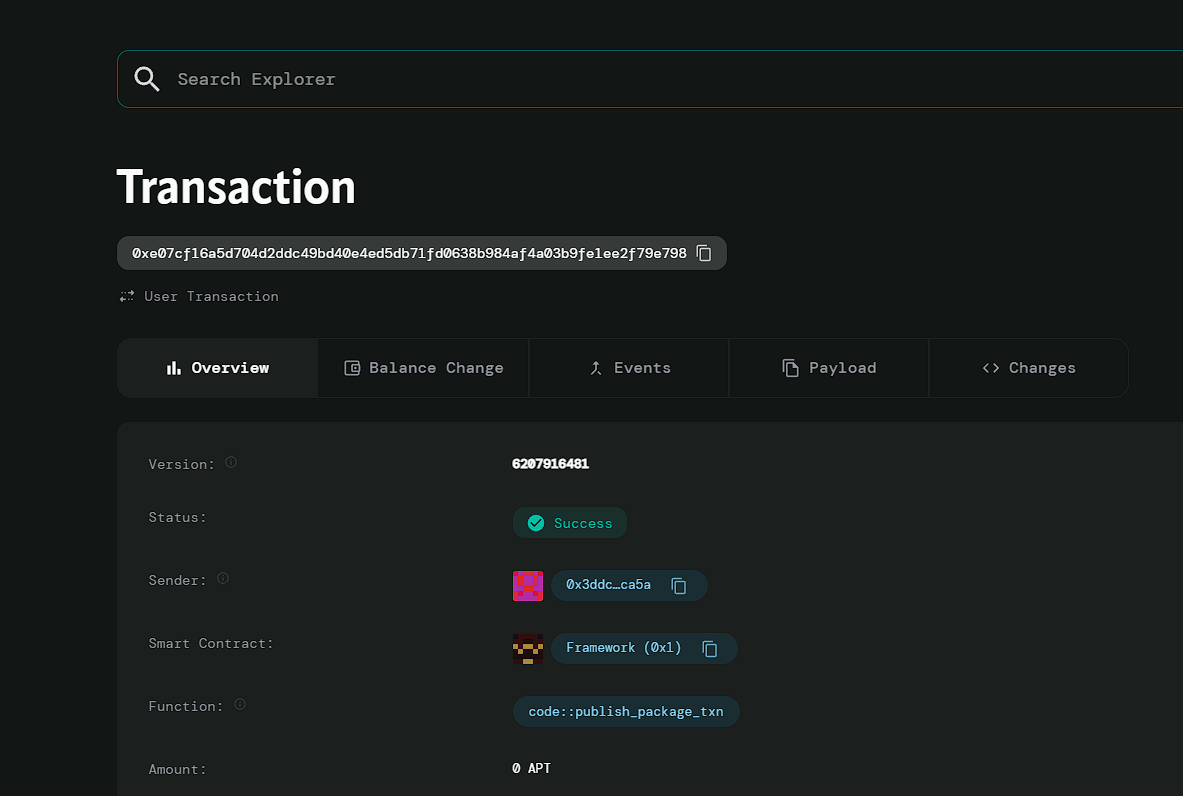 Search Explorer
Transaction
0xe07cf16a5d704d2ddc49bd40e4ed5db71fd0638b984af4a03b9fe1ee2f79e798
User Transaction
Overview Balance Change Events Payload Changes
Version: 6207916481
Status: Success
Sender: 0x3ddc…ca5a
Smart Contract: Framework (0x1)
Function: code::publish_package_txn
Amount: 0 APT